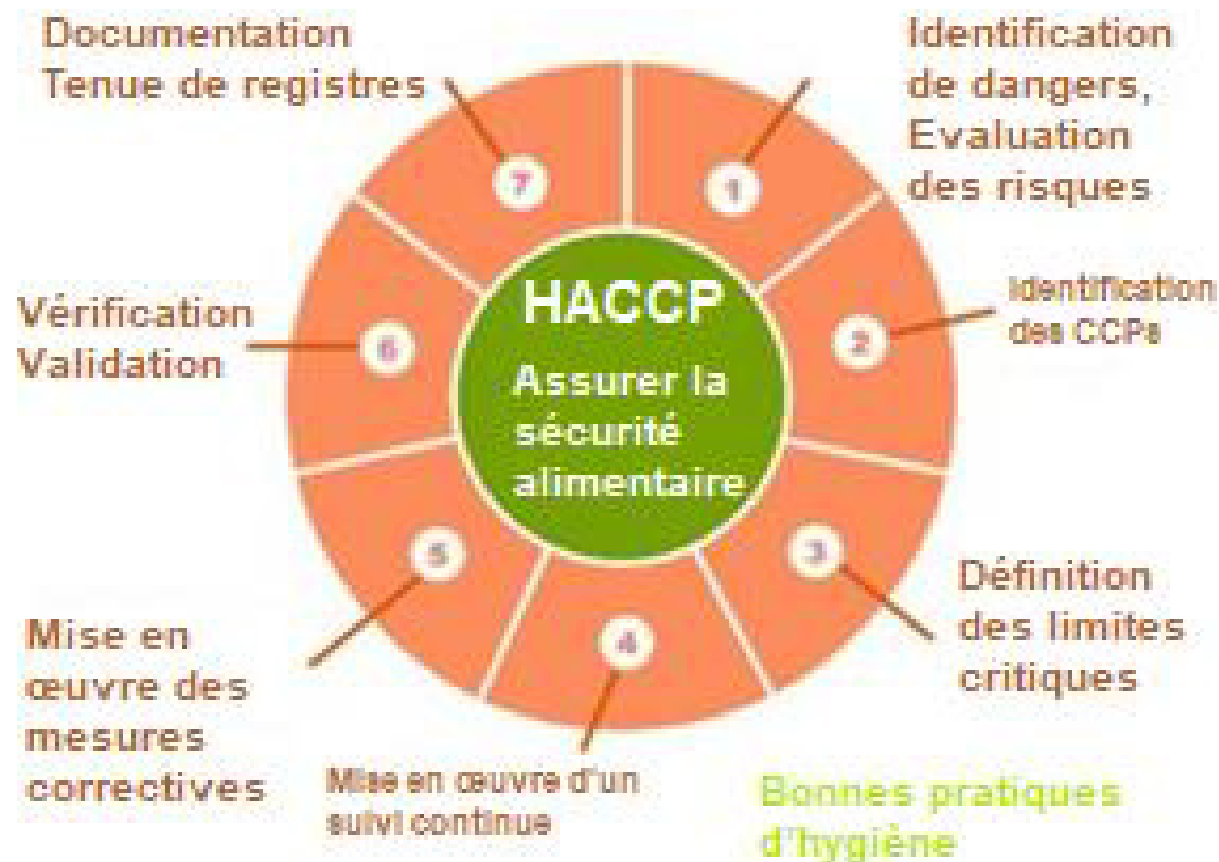 Documentation
Tenue de registres
Identification
de dangers,
Evaluation
des risques
7
1
HACCP
Assurer la
sécurité
alimentaire
Vérification
Validation
6
2
Identification
des CCPs
5
3
Définition
des limites
critiques
4
Mise en
œuvre des
mesures
correctives
Mise en œuvre d'un
suivi continue
Bonnes pratiques
d'hygiène